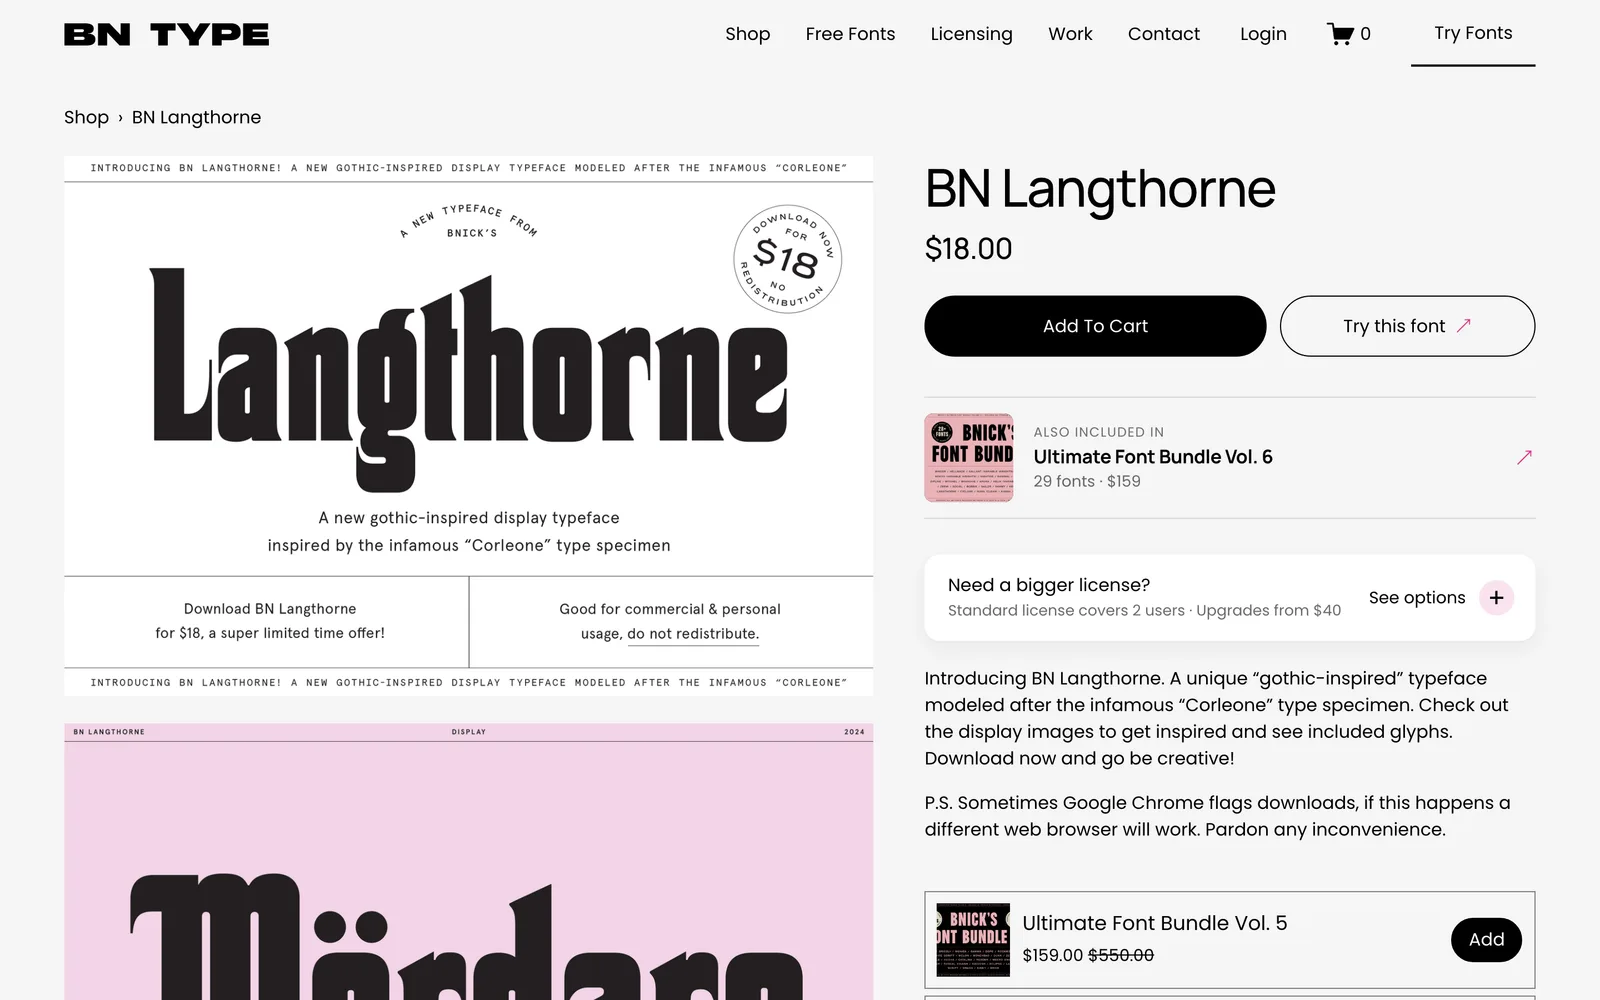 BN TYPE
Shop
Free Fonts
Licensing
Work
Contact
Login
0
Try Fonts
Shop › BN Langthorne
INTRODUCING BN LANGTHORNE! A NEW GOTHIC-INSPIRED DISPLAY TYPEFACE MODELED AFTER THE INFAMOUS “CORLEONE”
A NEW TYPEFACE FROM
BNICK’S
DOWNLOAD NOW
FOR
$18
NO
REDISTRIBUTION
Langthorne
A new gothic-inspired display typeface
inspired by the infamous “Corleone” type specimen
Download BN Langthorne
for $18, a super limited time offer!
Good for commercial & personal
usage, do not redistribute.
INTRODUCING BN LANGTHORNE! A NEW GOTHIC-INSPIRED DISPLAY TYPEFACE MODELED AFTER THE INFAMOUS “CORLEONE”
BN LANGTHORNE
DISPLAY
2024
Mördare
BN Langthorne
$18.00
Add To Cart
Try this font
28+
FONTS
BNICK’S
FONT BUND
ALSO INCLUDED IN
Ultimate Font Bundle Vol. 6
29 fonts · $159
Need a bigger license?
Standard license covers 2 users · Upgrades from $40
See options
+
Introducing BN Langthorne. A unique “gothic-inspired” typeface
modeled after the infamous “Corleone” type specimen. Check out
the display images to get inspired and see included glyphs.
Download now and go be creative!
P.S. Sometimes Google Chrome flags downloads, if this happens a
different web browser will work. Pardon any inconvenience.
BNICK’S
ONT BUNDLE
Ultimate Font Bundle Vol. 5
$159.00 $550.00
Add